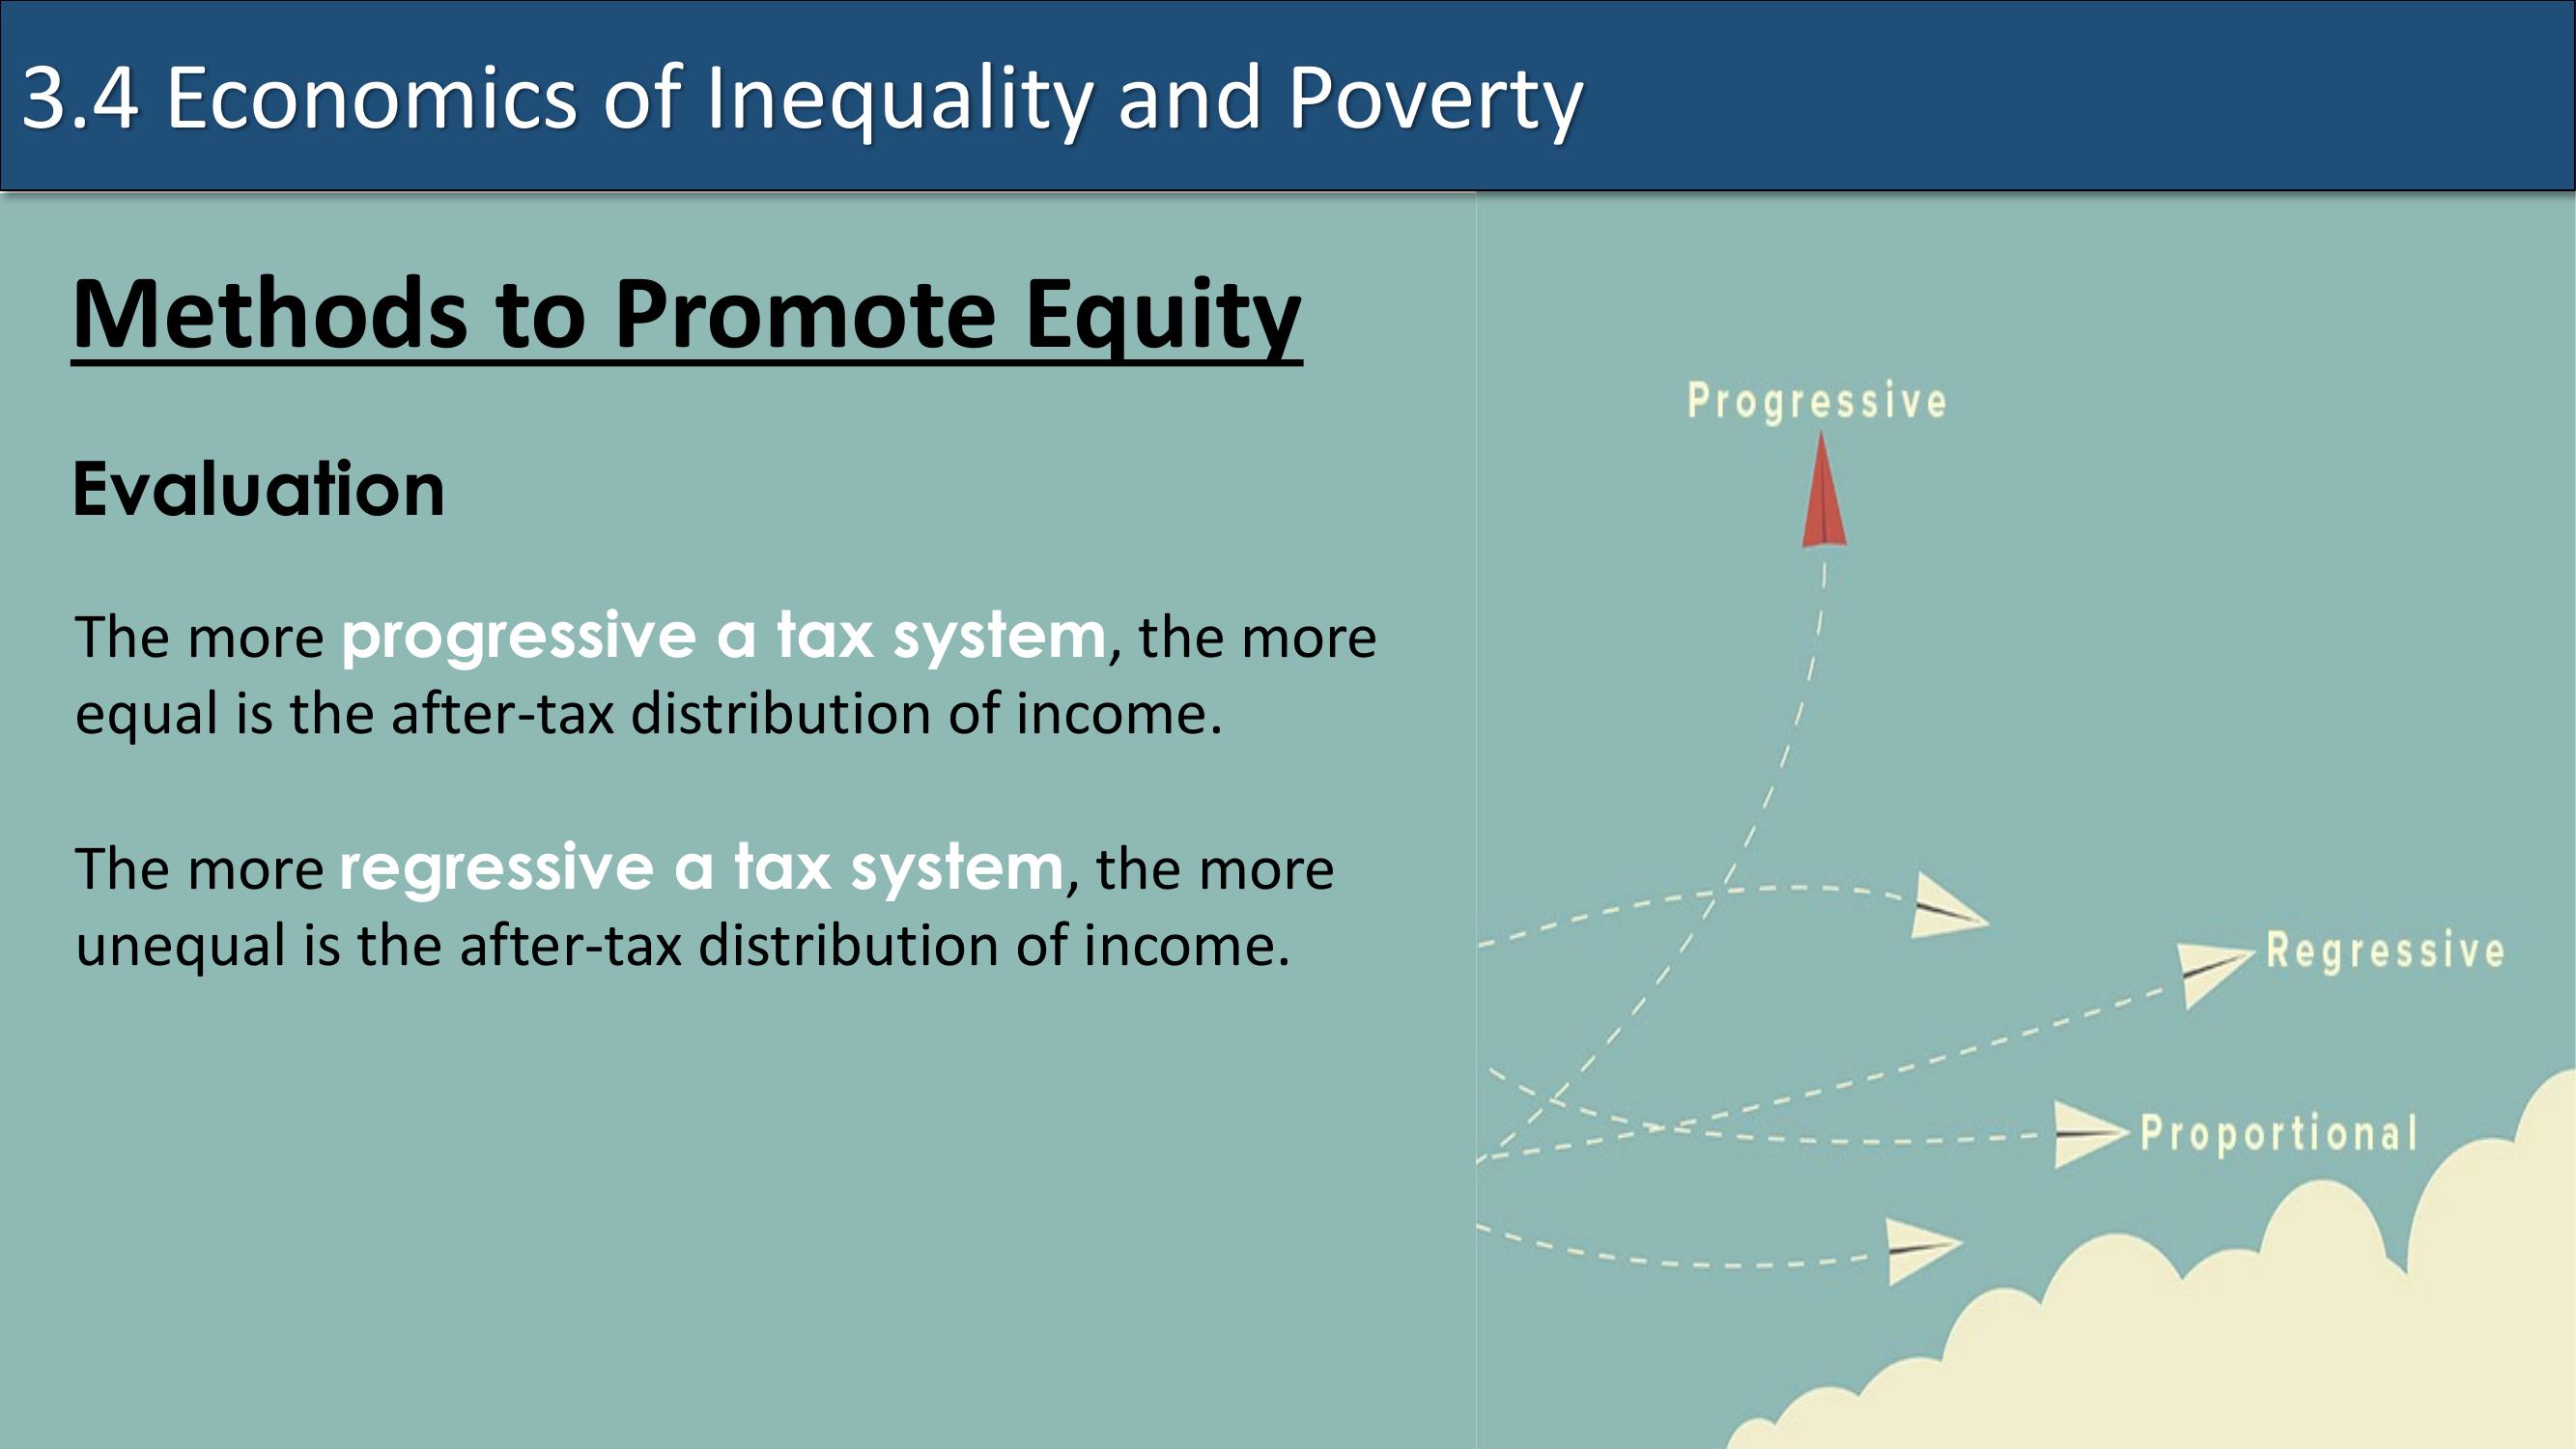 3.4 Economics of Inequality and Poverty
Methods to Promote Equity
Evaluation
The more progressive a tax system, the more
equal is the after-tax distribution of income.
The more regressive a tax system, the more
unequal is the after-tax distribution of income.
Progressive
Regressive
Proportional